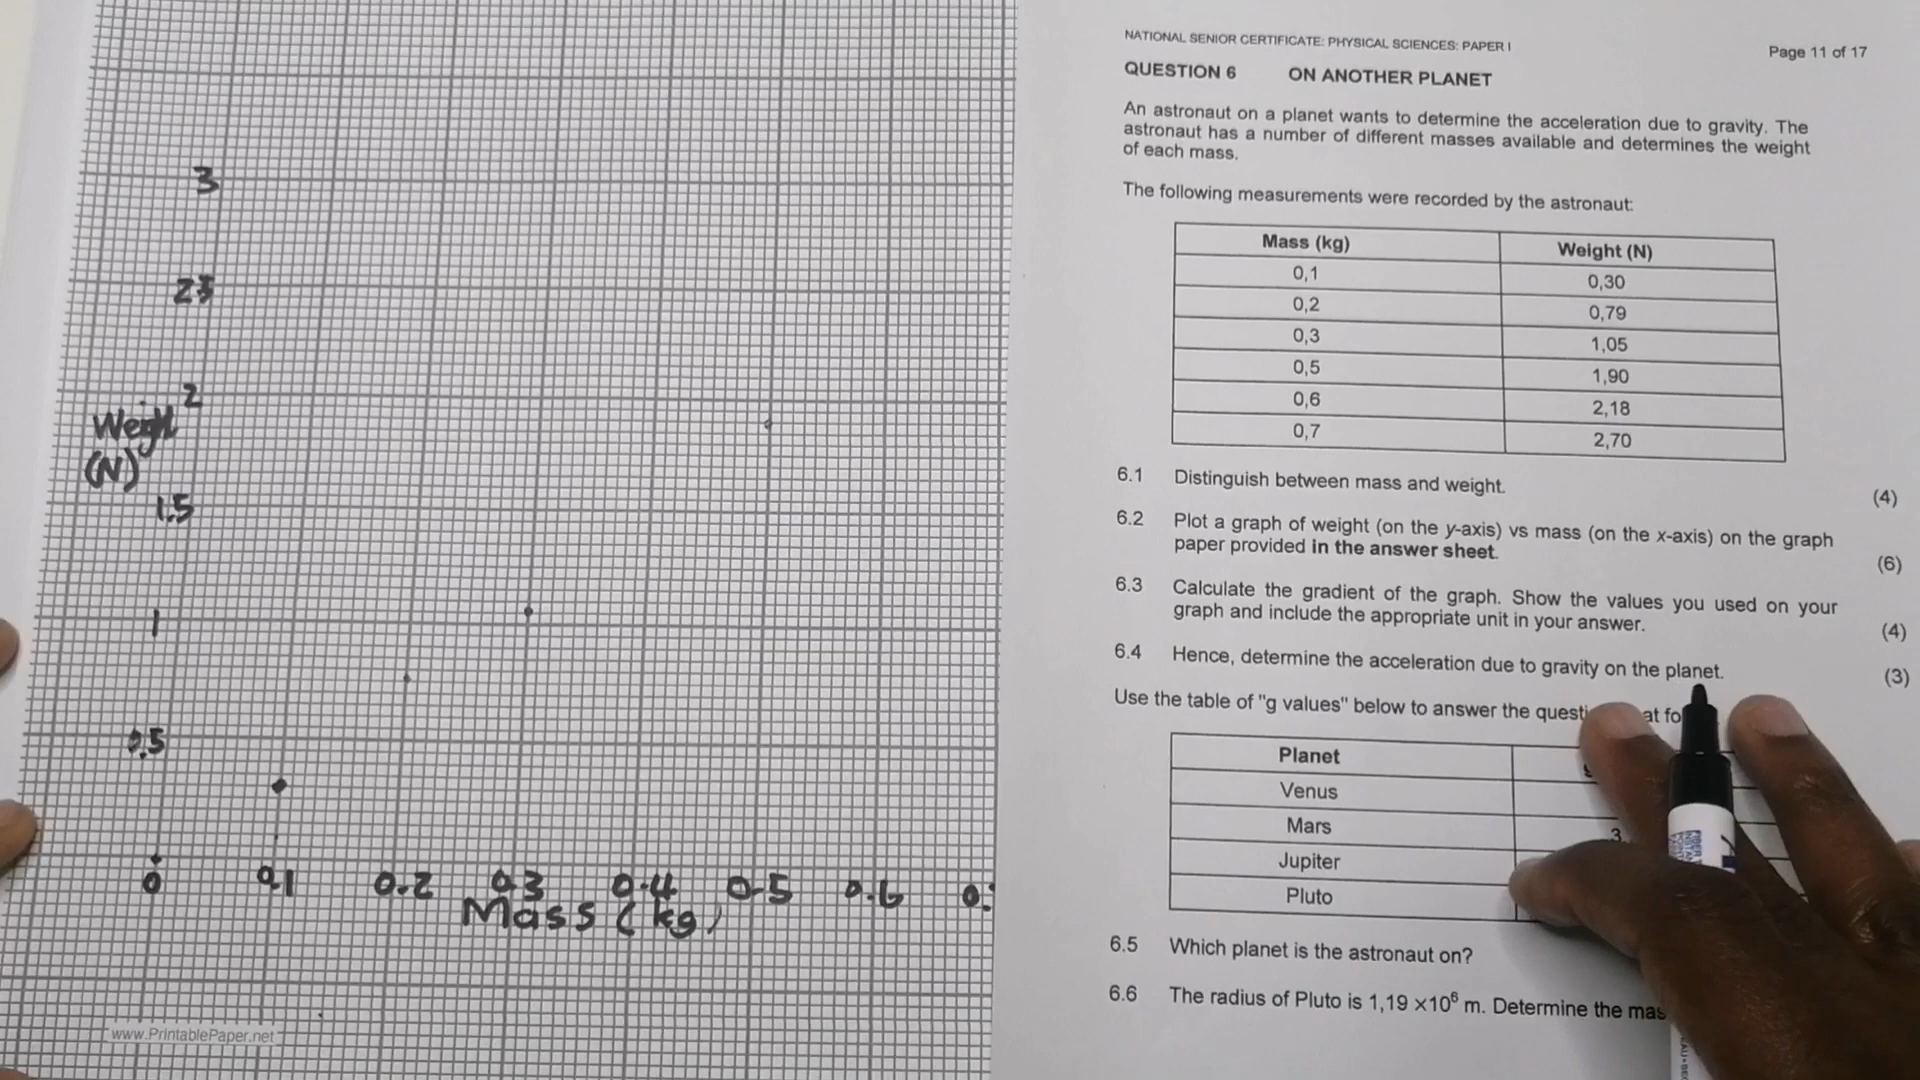 3
2.5
2
Weight
(N)
1.5
1
0.5
0 0.1 0.2 0.3 0.4 0.5 0.6 0.
Mass (kg)
www.PrintablePaper.net
NATIONAL SENIOR CERTIFICATE: PHYSICAL SCIENCES: PAPER I
Page 11 of 17
QUESTION 6 ON ANOTHER PLANET
An astronaut on a planet wants to determine the acceleration due to gravity. The
astronaut has a number of different masses available and determines the weight
of each mass.
The following measurements were recorded by the astronaut:
Mass (kg) Weight (N)
0,1 0,30
0,2 0,79
0,3 1,05
0,5 1,90
0,6 2,18
0,7 2,70
6.1 Distinguish between mass and weight. (4)
6.2 Plot a graph of weight (on the y-axis) vs mass (on the x-axis) on the graph
paper provided in the answer sheet. (6)
6.3 Calculate the gradient of the graph. Show the values you used on your
graph and include the appropriate unit in your answer. (4)
6.4 Hence, determine the acceleration due to gravity on the planet. (3)
Use the table of "g values" below to answer the questi at fo
Planet
Venus
Mars 3
Jupiter
Pluto
6.5 Which planet is the astronaut on?
6.6 The radius of Pluto is 1,19 ×10⁶ m. Determine the mas